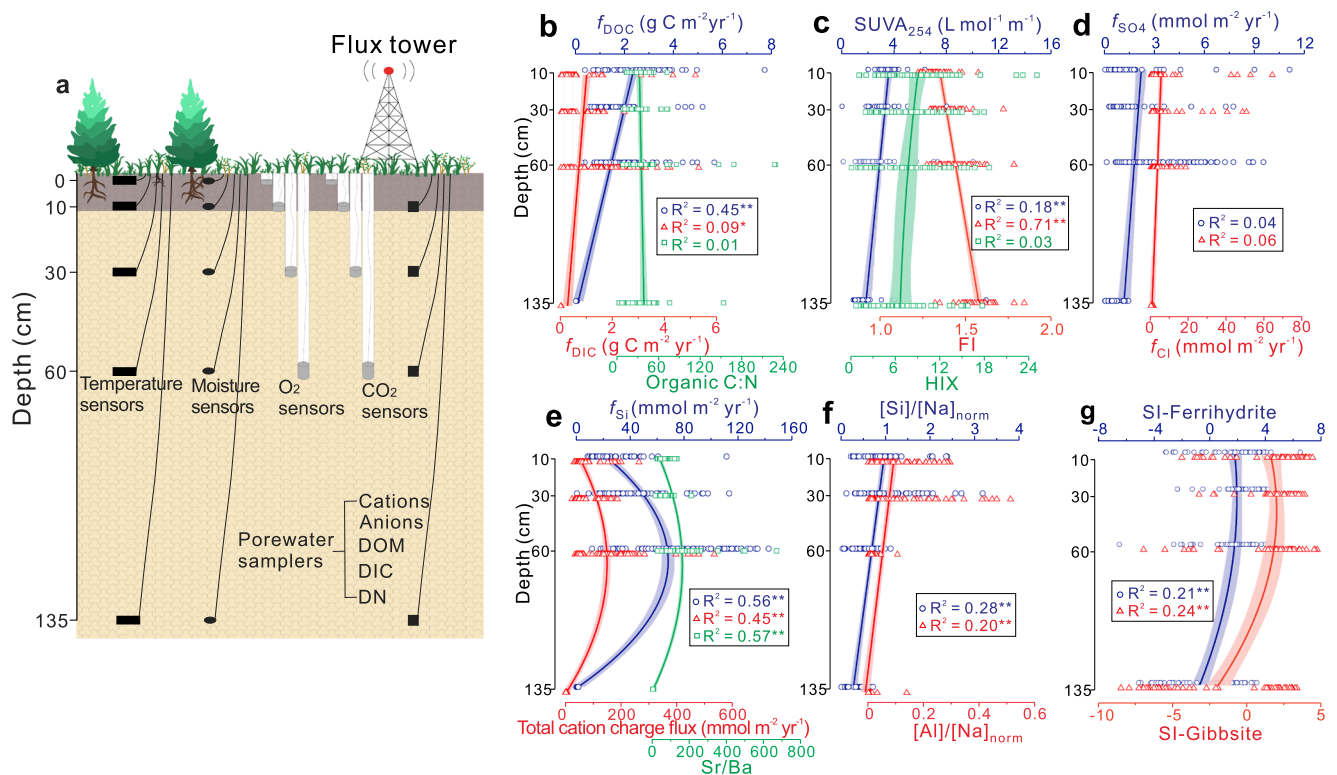 a
Flux tower
Depth (cm)
0
10
30
60
135
Temperature
sensors
Moisture
sensors
O2
sensors
CO2
sensors
Porewater
samplers
Cations
Anions
DOM
DIC
DN
b
fDOC (g C m-2yr-1)
0 2 4 6 8
Depth (cm)
10
30
60
135
R2 = 0.45**
R2 = 0.09*
R2 = 0.01
0 2 4 6
fDIC (g C m-2 yr-1)
0 60 120 180 240
Organic C:N
c
SUVA254 (L mol-1 m-1)
0 4 8 12 16
10
30
60
135
R2 = 0.18**
R2 = 0.71**
R2 = 0.03
1.0 1.5 2.0
FI
0 6 12 18 24
HIX
d
fSO4 (mmol m-2 yr-1)
0 3 6 9 12
10
30
60
135
R2 = 0.04
R2 = 0.06
0 20 40 60 80
fCl (mmol m-2 yr-1)
e
fSi (mmol m-2 yr-1)
0 40 80 120 160
Depth (cm)
10
30
60
135
R2 = 0.56**
R2 = 0.45**
R2 = 0.57**
0 200 400 600
Total cation charge flux (mmol m-2 yr-1)
0 200 400 600 800
Sr/Ba
f
[Si]/[Na]norm
0 1 2 3 4
10
30
60
135
R2 = 0.28**
R2 = 0.20**
0 0.2 0.4 0.6
[Al]/[Na]norm
g
SI-Ferrihydrite
-8 -4 0 4 8
10
30
60
135
R2 = 0.21**
R2 = 0.24**
-10 -5 0 5
SI-Gibbsite